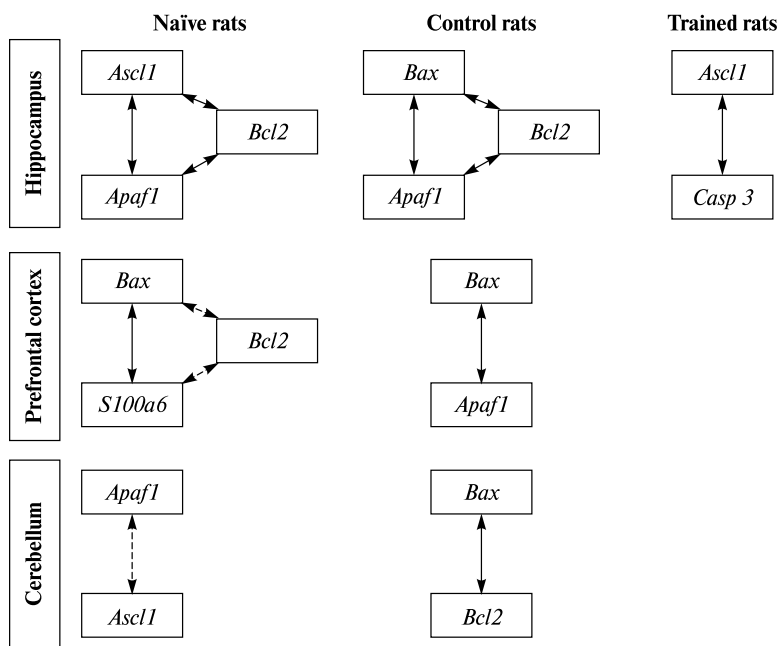 Naïve rats
Control rats
Trained rats
Hippocampus
Ascl1
Bcl2
Apaf1
Bax
Bcl2
Apaf1
Ascl1
Casp 3
Prefrontal cortex
Bax
Bcl2
S100a6
Bax
Apaf1
Cerebellum
Apaf1
Ascl1
Bax
Bcl2